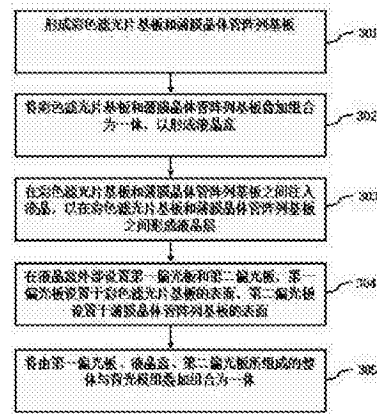 形成彩色滤光片基板和薄膜晶体管阵列基板
301
将彩色滤光片基板和薄膜晶体管阵列基板叠加组合
为一体，以形成液晶盒
302
在彩色滤光片基板和薄膜晶体管阵列基板之间注入
液晶，以在彩色滤光片基板和薄膜晶体管阵列基板
之间形成液晶层
303
在液晶盒外部设置第一偏光板和第二偏光板，第一
偏光板设置于彩色滤光片基板的表面，第二偏光板
设置于薄膜晶体管阵列基板的表面
304
将由第一偏光板、液晶盒、第二偏光板所组成的整
体与背光模组叠加组合为一体
305